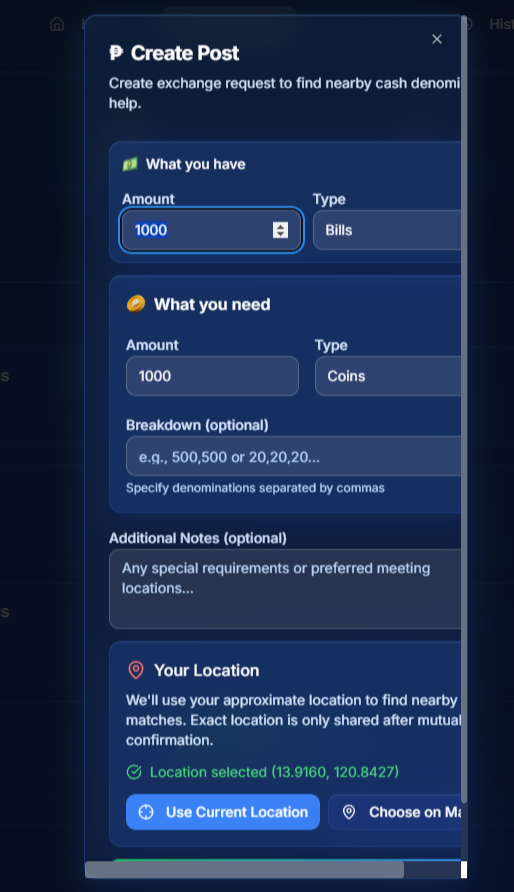 Hist
₱ Create Post
Create exchange request to find nearby cash denomi
help.
What you have
Amount Type
1000 Bills
What you need
Amount Type
1000 Coins
Breakdown (optional)
e.g., 500,500 or 20,20,20...
Specify denominations separated by commas
Additional Notes (optional)
Any special requirements or preferred meeting
locations...
Your Location
We'll use your approximate location to find nearby
matches. Exact location is only shared after mutual
confirmation.
Location selected (13.9160, 120.8427)
Use Current Location Choose on Ma
s
s